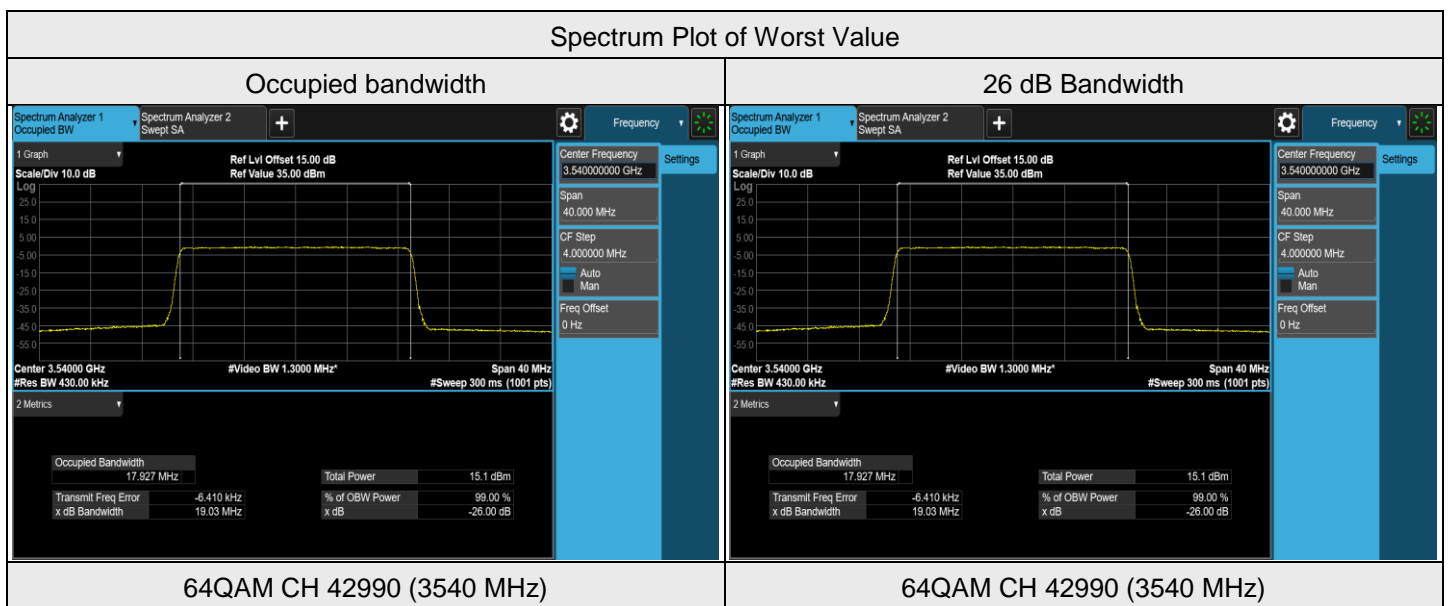 Spectrum Plot of Worst Value
Occupied bandwidth
26 dB Bandwidth
Spectrum Analyzer 1
Occupied BW
Spectrum Analyzer 2
Swept SA
+
Frequency
1 Graph
Scale/Div 10.0 dB
Ref Lvl Offset 15.00 dB
Ref Value 35.00 dBm
Log
25.0
15.0
5.00
-5.00
-15.0
-25.0
-35.0
-45.0
-55.0
Center 3.54000 GHz
#Res BW 430.00 kHz
#Video BW 1.3000 MHz*
Span 40 MHz
#Sweep 300 ms (1001 pts)
Center Frequency
3.540000000 GHz
Settings
Span
40.000 MHz
CF Step
4.000000 MHz
Auto
Man
Freq Offset
0 Hz
2 Metrics
Occupied Bandwidth
17.927 MHz
Total Power 15.1 dBm
Transmit Freq Error -6.410 kHz
% of OBW Power 99.00 %
x dB Bandwidth 19.03 MHz
x dB -26.00 dB
Spectrum Analyzer 1
Occupied BW
Spectrum Analyzer 2
Swept SA
+
Frequency
1 Graph
Scale/Div 10.0 dB
Ref Lvl Offset 15.00 dB
Ref Value 35.00 dBm
Log
25.0
15.0
5.00
-5.00
-15.0
-25.0
-35.0
-45.0
-55.0
Center 3.54000 GHz
#Res BW 430.00 kHz
#Video BW 1.3000 MHz*
Span 40 MHz
#Sweep 300 ms (1001 pts)
Center Frequency
3.540000000 GHz
Settings
Span
40.000 MHz
CF Step
4.000000 MHz
Auto
Man
Freq Offset
0 Hz
2 Metrics
Occupied Bandwidth
17.927 MHz
Total Power 15.1 dBm
Transmit Freq Error -6.410 kHz
% of OBW Power 99.00 %
x dB Bandwidth 19.03 MHz
x dB -26.00 dB
64QAM CH 42990 (3540 MHz)
64QAM CH 42990 (3540 MHz)